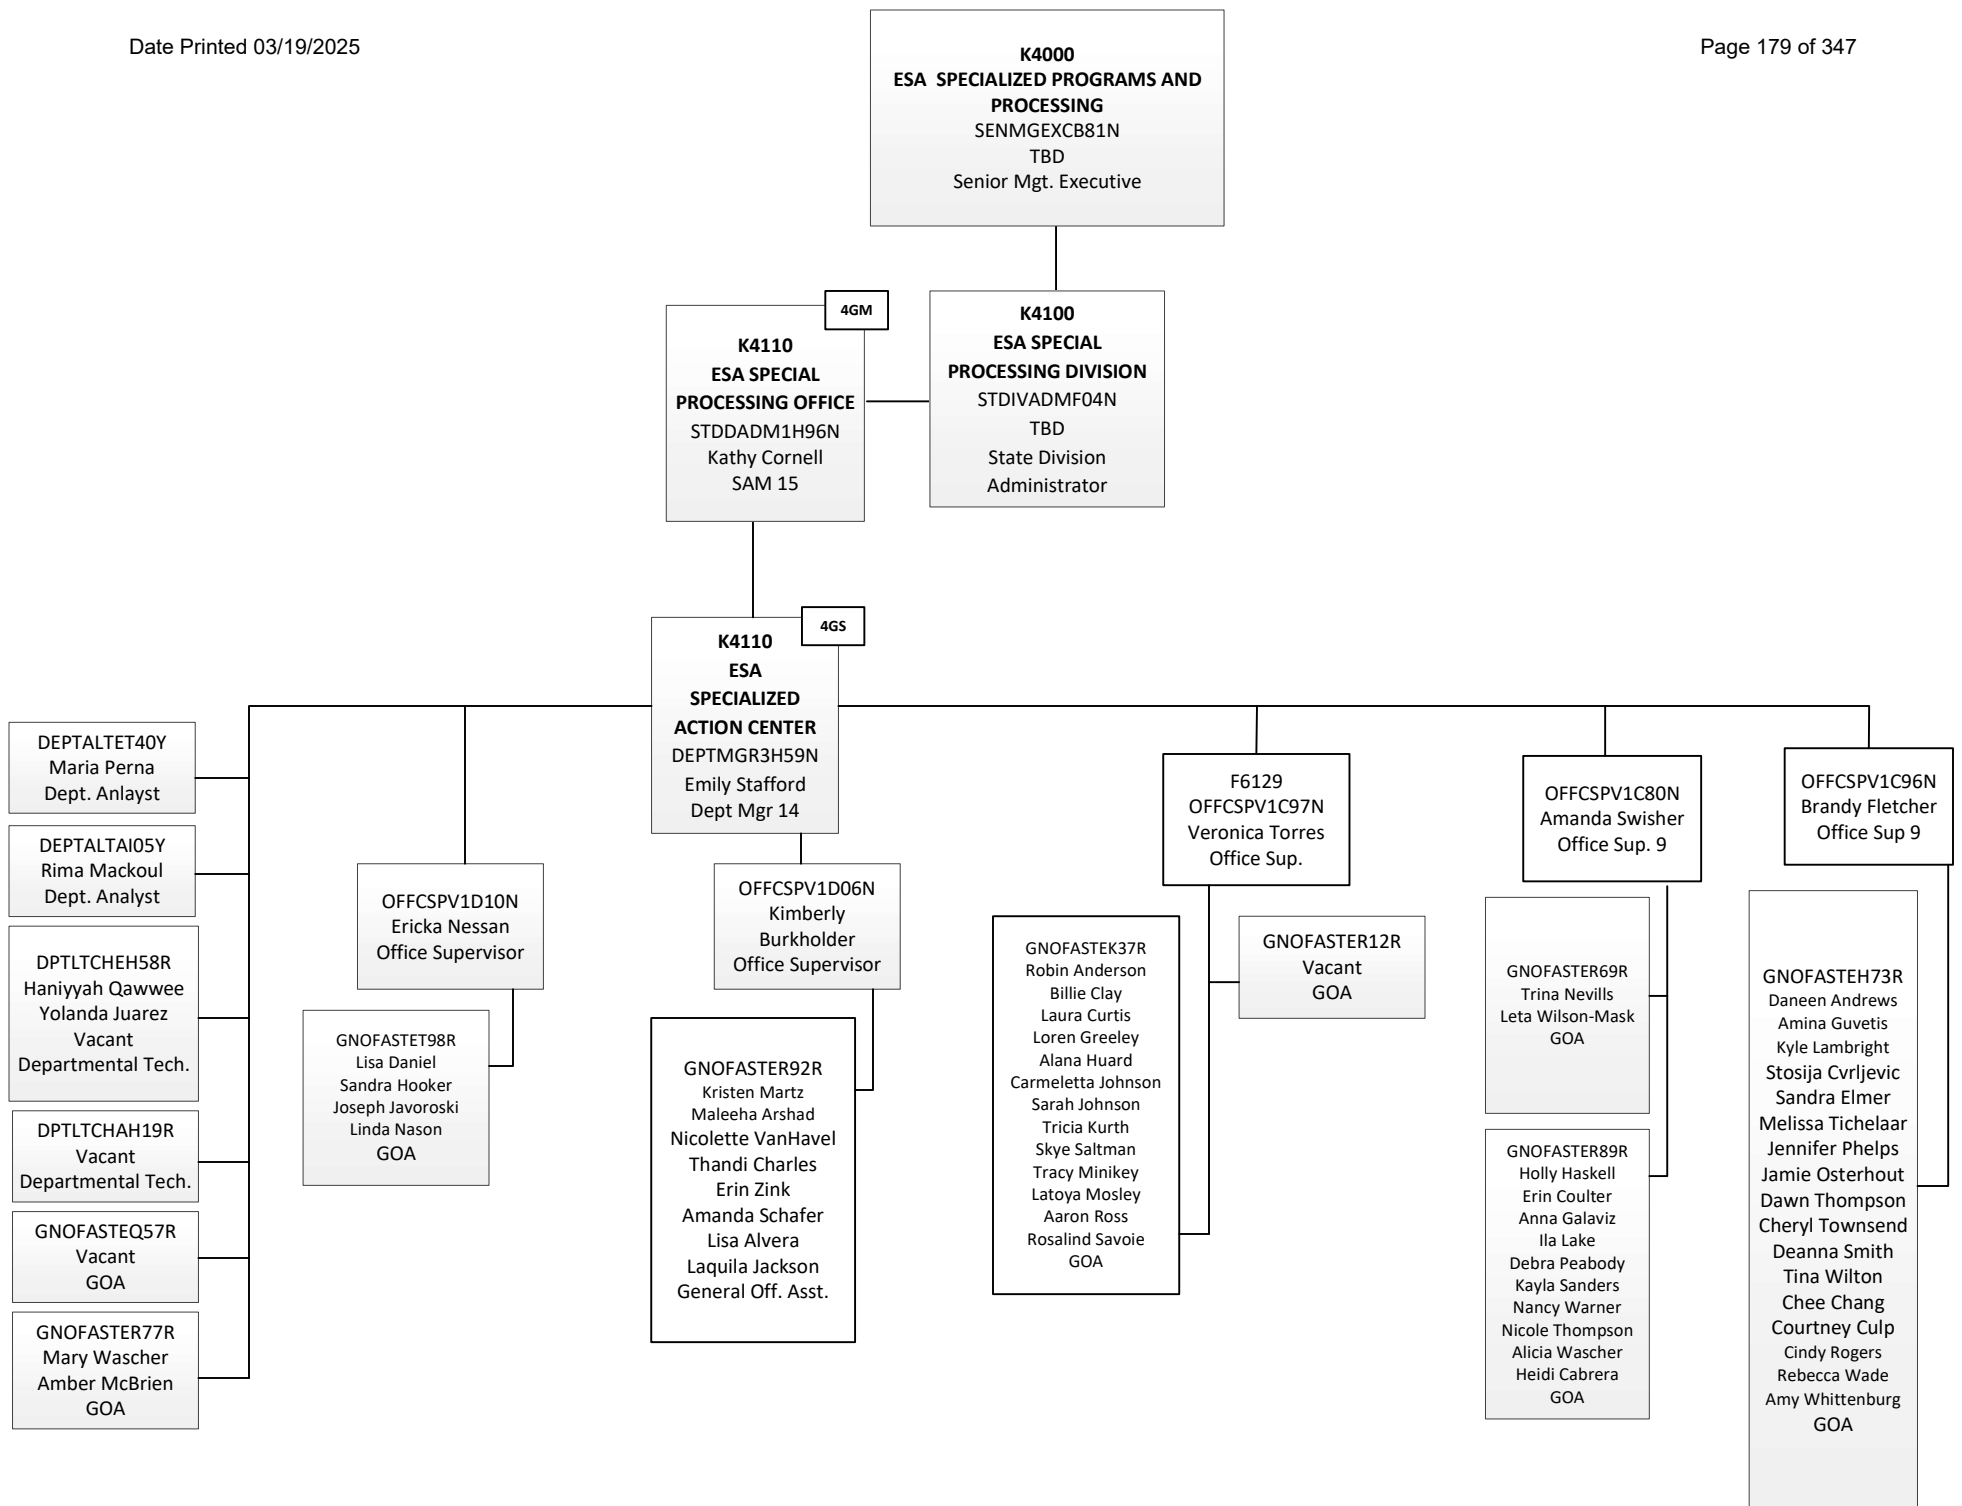 Date Printed 03/19/2025
Page 179 of 347
K4000
ESA  SPECIALIZED PROGRAMS AND
PROCESSING
SENMGEXCB81N
TBD
Senior Mgt. Executive
4GM
K4110
ESA SPECIAL
PROCESSING OFFICE
STDDADM1H96N
Kathy Cornell
SAM 15
K4100
ESA SPECIAL
PROCESSING DIVISION
STDIVADMF04N
TBD
State Division
Administrator
4GS
K4110
ESA
SPECIALIZED
ACTION CENTER
DEPTMGR3H59N
Emily Stafford
Dept Mgr 14
DEPTALTET40Y
Maria Perna
Dept. Anlayst
DEPTALTAI05Y
Rima Mackoul
Dept. Analyst
DPTLTCHEH58R
Haniyyah Qawwee
Yolanda Juarez
Vacant
Departmental Tech.
DPTLTCHAH19R
Vacant
Departmental Tech.
GNOFASTEQ57R
Vacant
GOA
GNOFASTER77R
Mary Wascher
Amber McBrien
GOA
OFFCSPV1D10N
Ericka Nessan
Office Supervisor
GNOFASTET98R
Lisa Daniel
Sandra Hooker
Joseph Javoroski
Linda Nason
GOA
OFFCSPV1D06N
Kimberly
Burkholder
Office Supervisor
GNOFASTER92R
Kristen Martz
Maleeha Arshad
Nicolette VanHavel
Thandi Charles
Erin Zink
Amanda Schafer
Lisa Alvera
Laquila Jackson
General Off. Asst.
F6129
OFFCSPV1C97N
Veronica Torres
Office Sup.
GNOFASTEK37R
Robin Anderson
Billie Clay
Laura Curtis
Loren Greeley
Alana Huard
Carmeletta Johnson
Sarah Johnson
Tricia Kurth
Skye Saltman
Tracy Minikey
Latoya Mosley
Aaron Ross
Rosalind Savoie
GOA
GNOFASTER12R
Vacant
GOA
OFFCSPV1C80N
Amanda Swisher
Office Sup. 9
GNOFASTER69R
Trina Nevills
Leta Wilson-Mask
GOA
GNOFASTER89R
Holly Haskell
Erin Coulter
Anna Galaviz
Ila Lake
Debra Peabody
Kayla Sanders
Nancy Warner
Nicole Thompson
Alicia Wascher
Heidi Cabrera
GOA
OFFCSPV1C96N
Brandy Fletcher
Office Sup 9
GNOFASTEH73R
Daneen Andrews
Amina Guvetis
Kyle Lambright
Stosija Cvrljevic
Sandra Elmer
Melissa Tichelaar
Jennifer Phelps
Jamie Osterhout
Dawn Thompson
Cheryl Townsend
Deanna Smith
Tina Wilton
Chee Chang
Courtney Culp
Cindy Rogers
Rebecca Wade
Amy Whittenburg
GOA